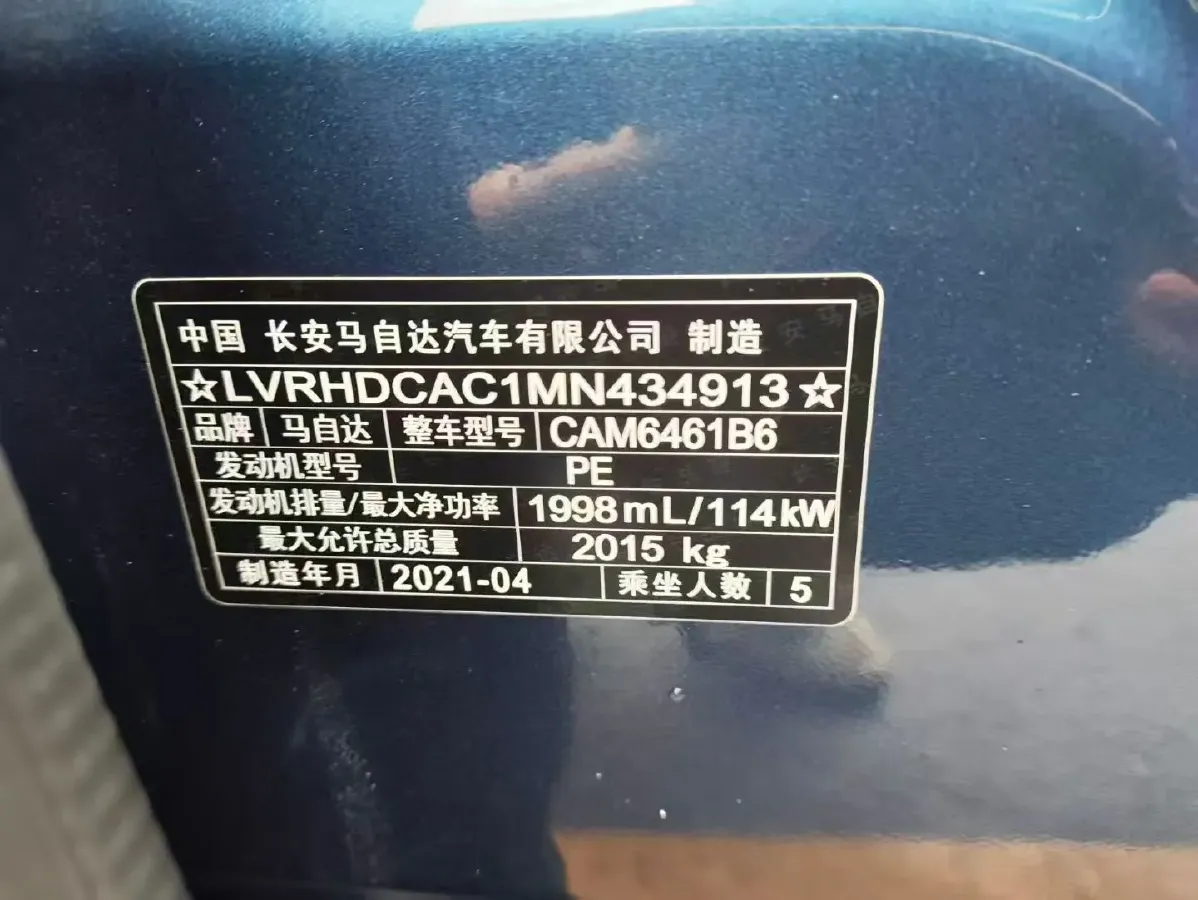 中国 长安马自达汽车有限公司 制造
☆LVRHDCAC1MN434913☆
品牌 马自达 整车型号 CAM6461B6
发动机型号 PE
发动机排量/最大净功率 1998mL/114kW
最大允许总质量 2015 kg
制造年月 2021-04 乘坐人数 5